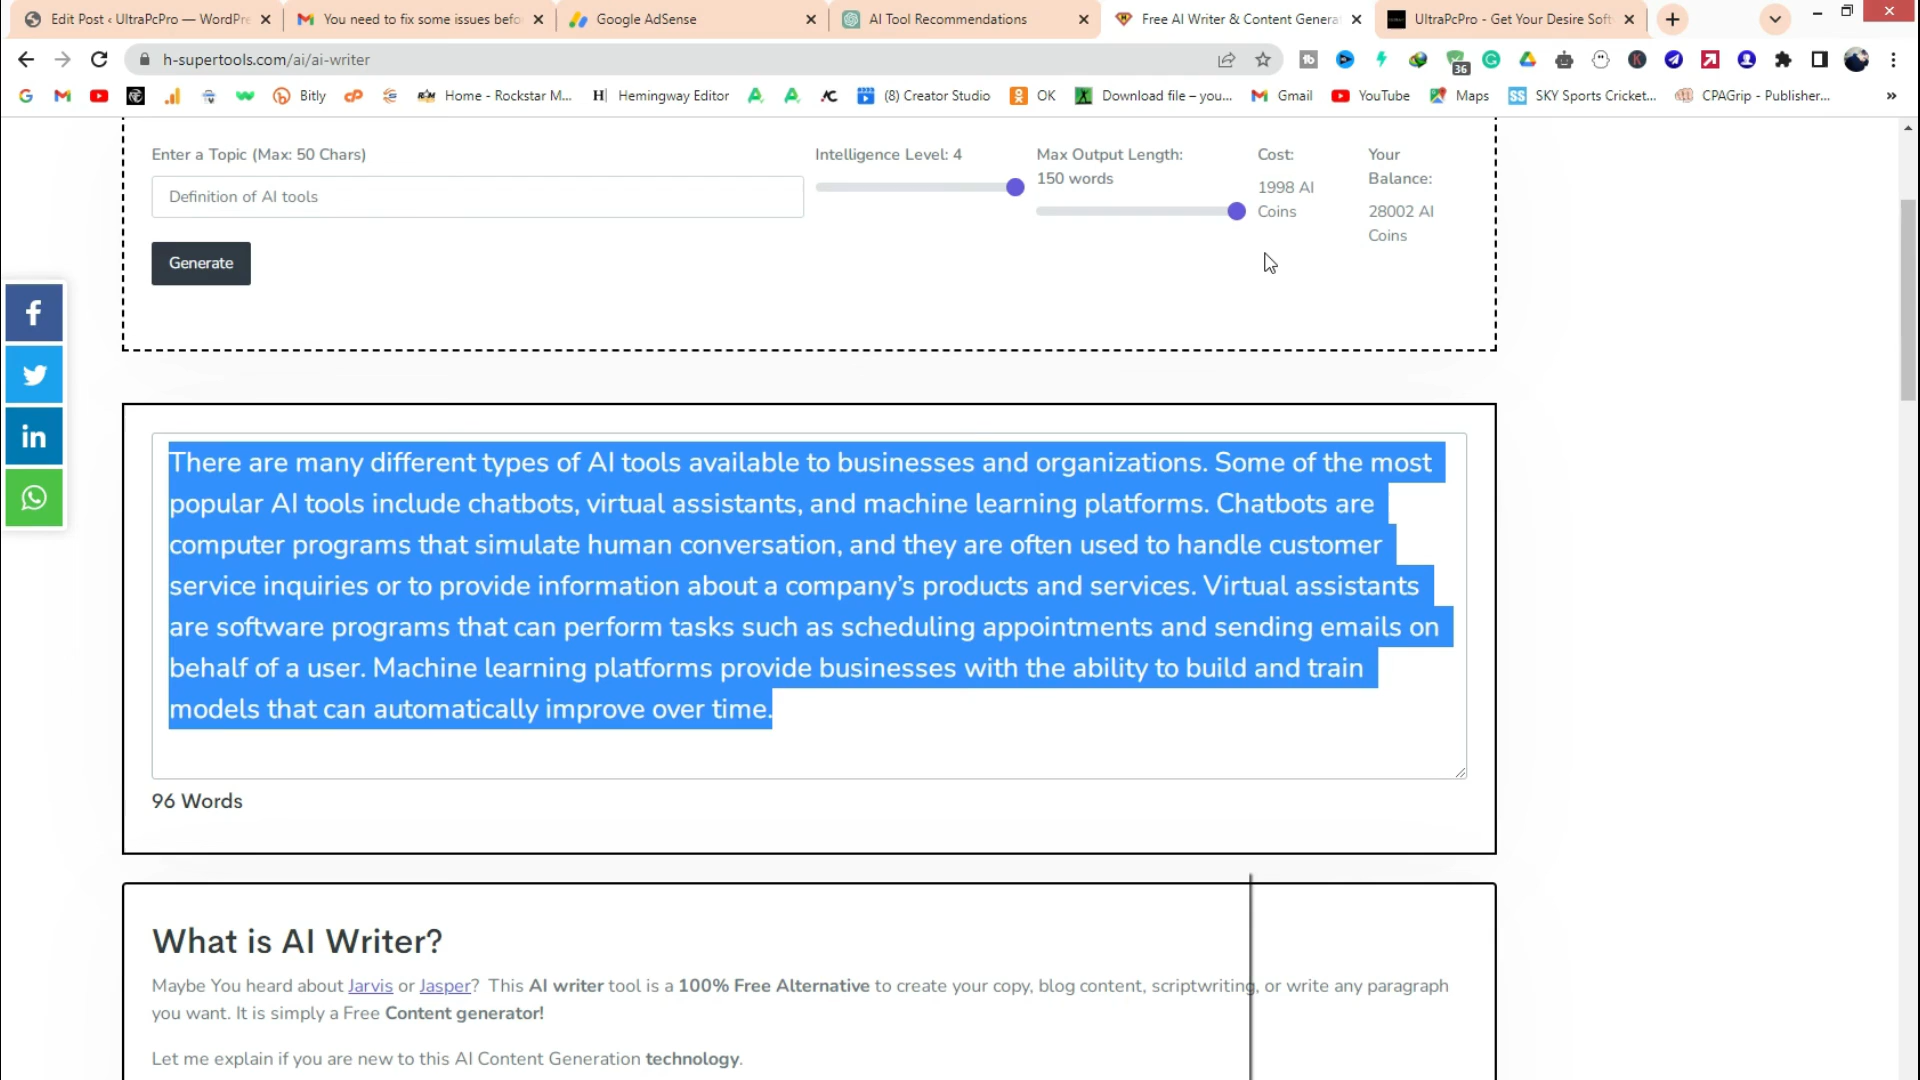 Edit Post ‹ UltraPcPro — WordPre
You need to fix some issues befo
Google AdSense
AI Tool Recommendations
Free AI Writer & Content Genera
UltraPcPro - Get Your Desire Soft
h-supertools.com/ai/ai-writer
36
Bitly
Home - Rockstar M...
Hemingway Editor
(8) Creator Studio
OK
Download file – you...
Gmail
YouTube
Maps
SKY Sports Cricket...
CPAGrip - Publisher...
»
Enter a Topic (Max: 50 Chars)
Definition of AI tools
Generate
Intelligence Level: 4
Max Output Length:
150 words
Cost:
1998 AI
Coins
Your
Balance:
28002 AI
Coins
There are many different types of AI tools available to businesses and organizations. Some of the most
popular AI tools include chatbots, virtual assistants, and machine learning platforms. Chatbots are
computer programs that simulate human conversation, and they are often used to handle customer
service inquiries or to provide information about a company’s products and services. Virtual assistants
are software programs that can perform tasks such as scheduling appointments and sending emails on
behalf of a user. Machine learning platforms provide businesses with the ability to build and train
models that can automatically improve over time.
96 Words
What is AI Writer?
Maybe You heard about Jarvis or Jasper? This AI writer tool is a 100% Free Alternative to create your copy, blog content, scriptwriting, or write any paragraph
you want. It is simply a Free Content generator!
Let me explain if you are new to this AI Content Generation technology.